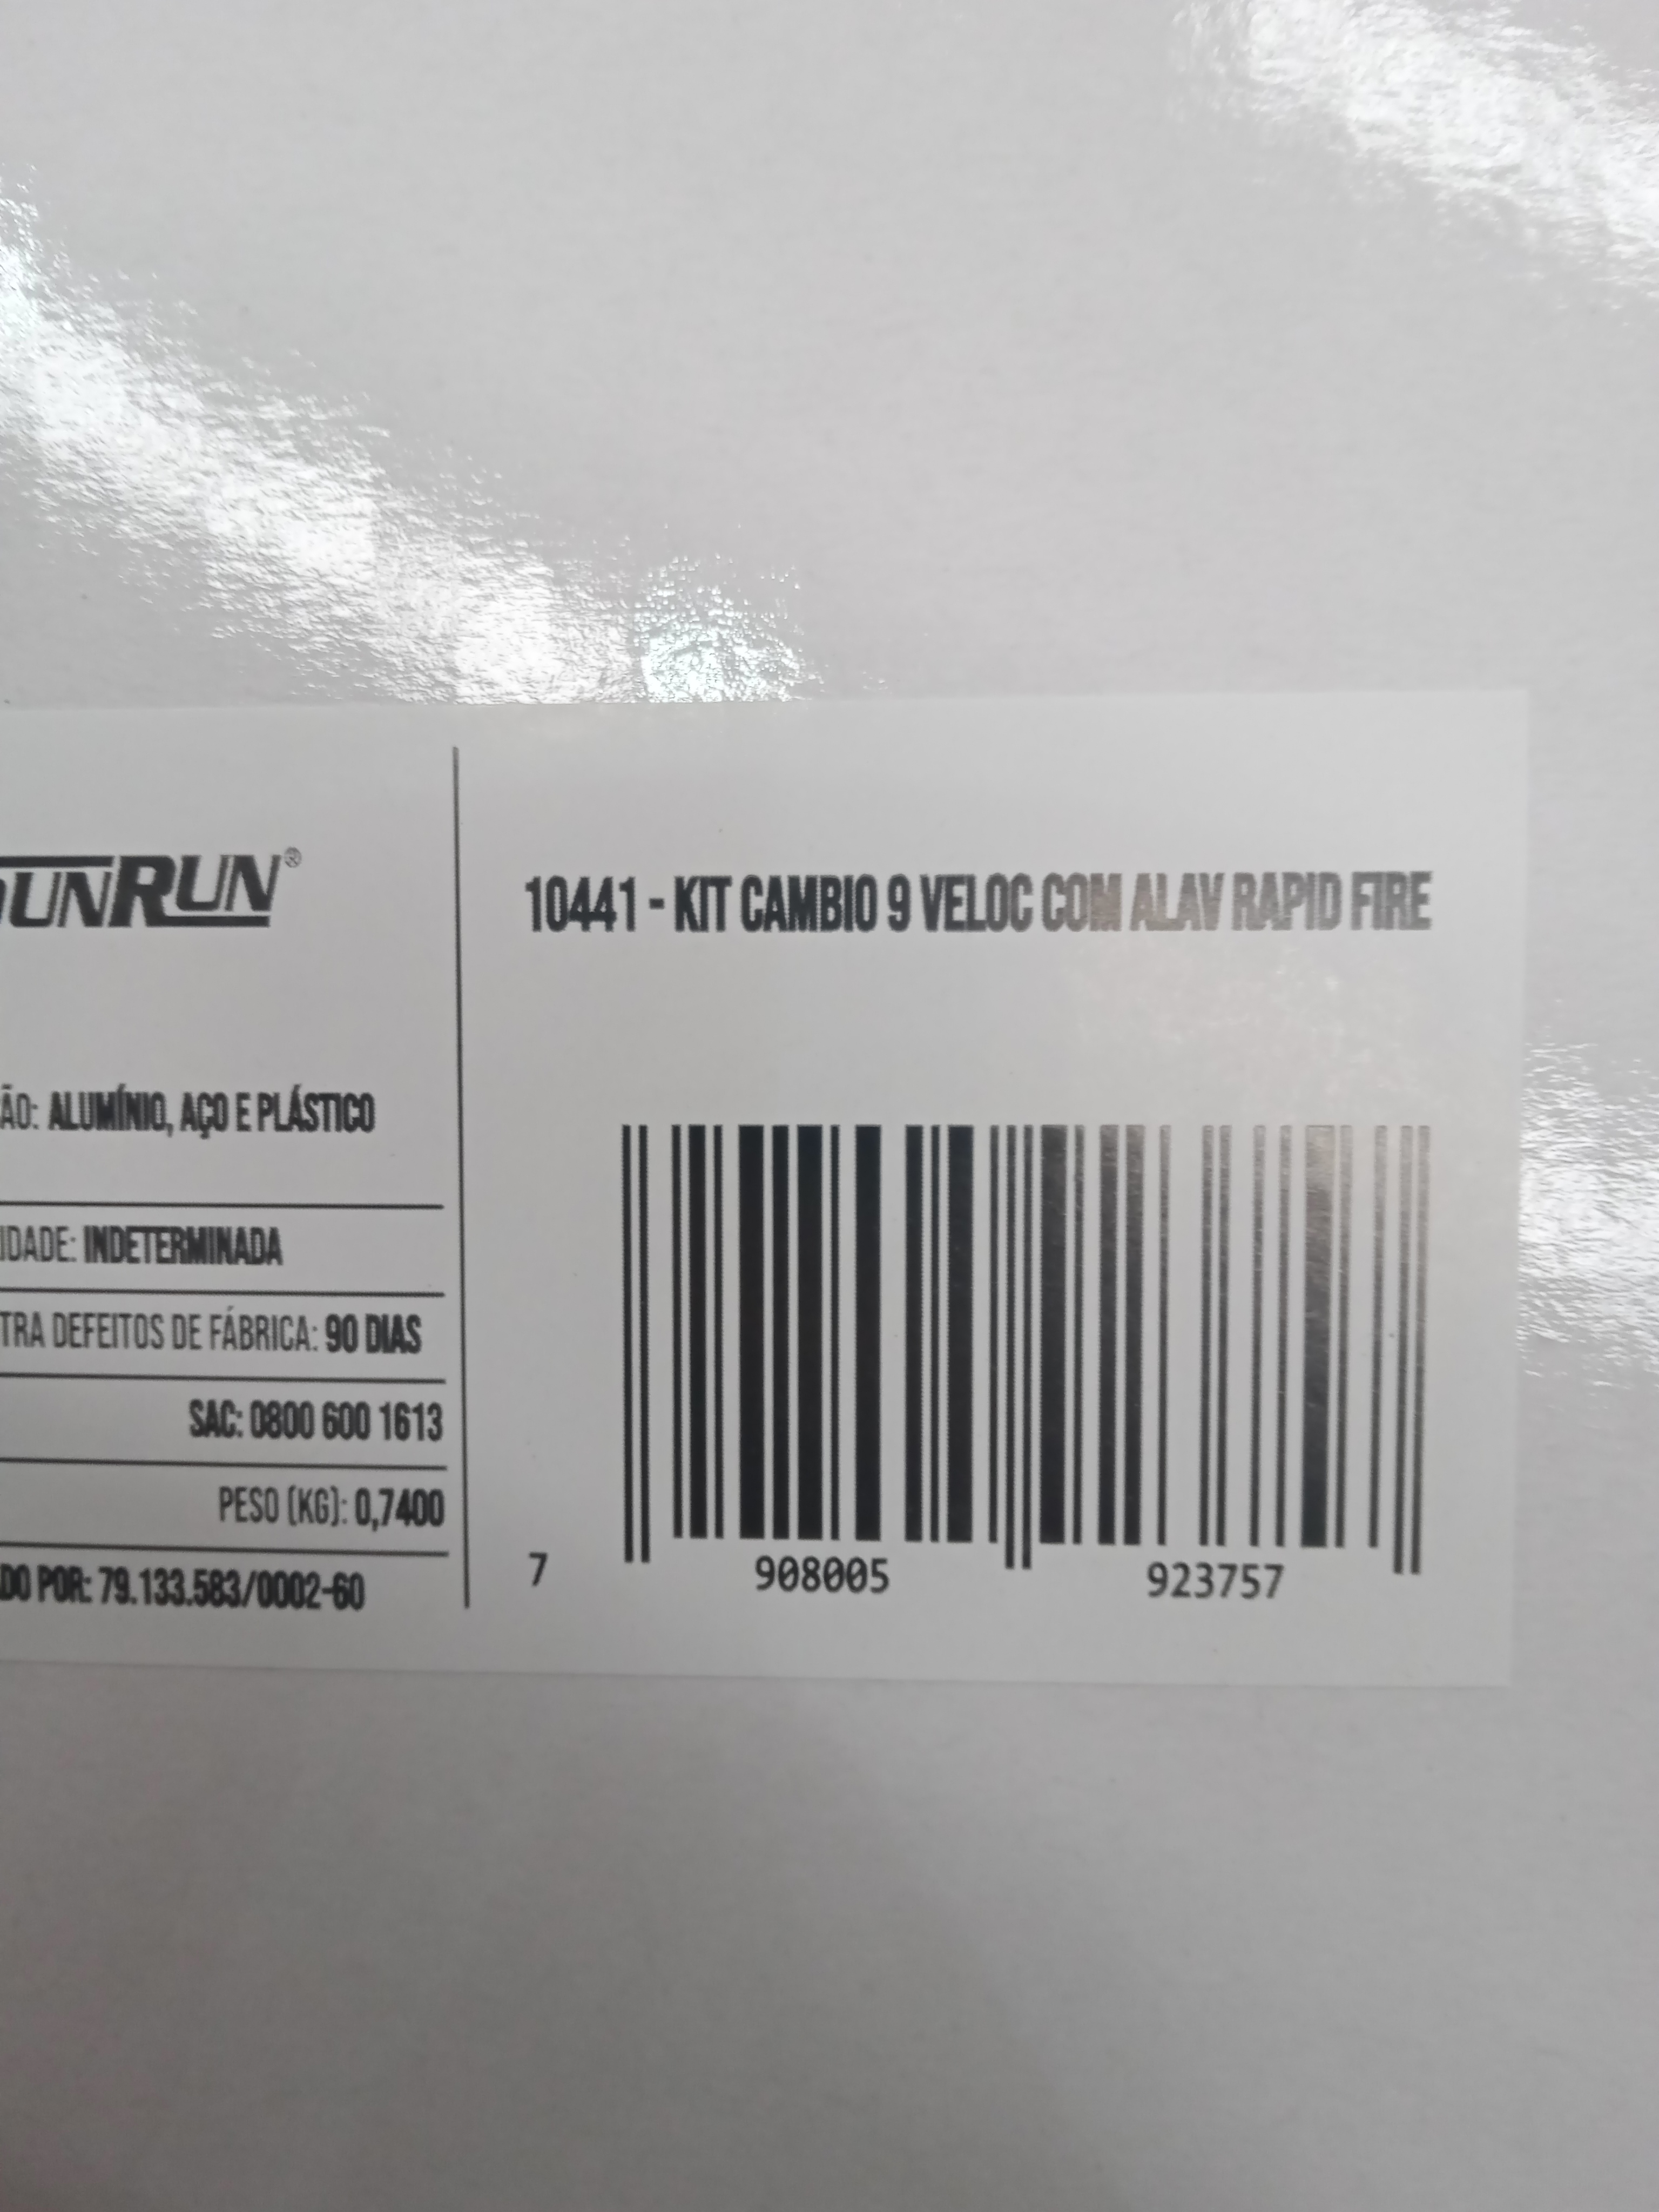 UNRUN®
10441 - KIT CAMBIO 9 VELOC COM ALAV RAPID FIRE
ÃO: ALUMÍNIO, AÇO E PLÁSTICO
IDADE: INDETERMINADA
TRA DEFEITOS DE FÁBRICA: 90 DIAS
SAC: 0800 600 1613
PESO (KG): 0,7400
DO POR: 79.133.583/0002-60
7 908005 923757